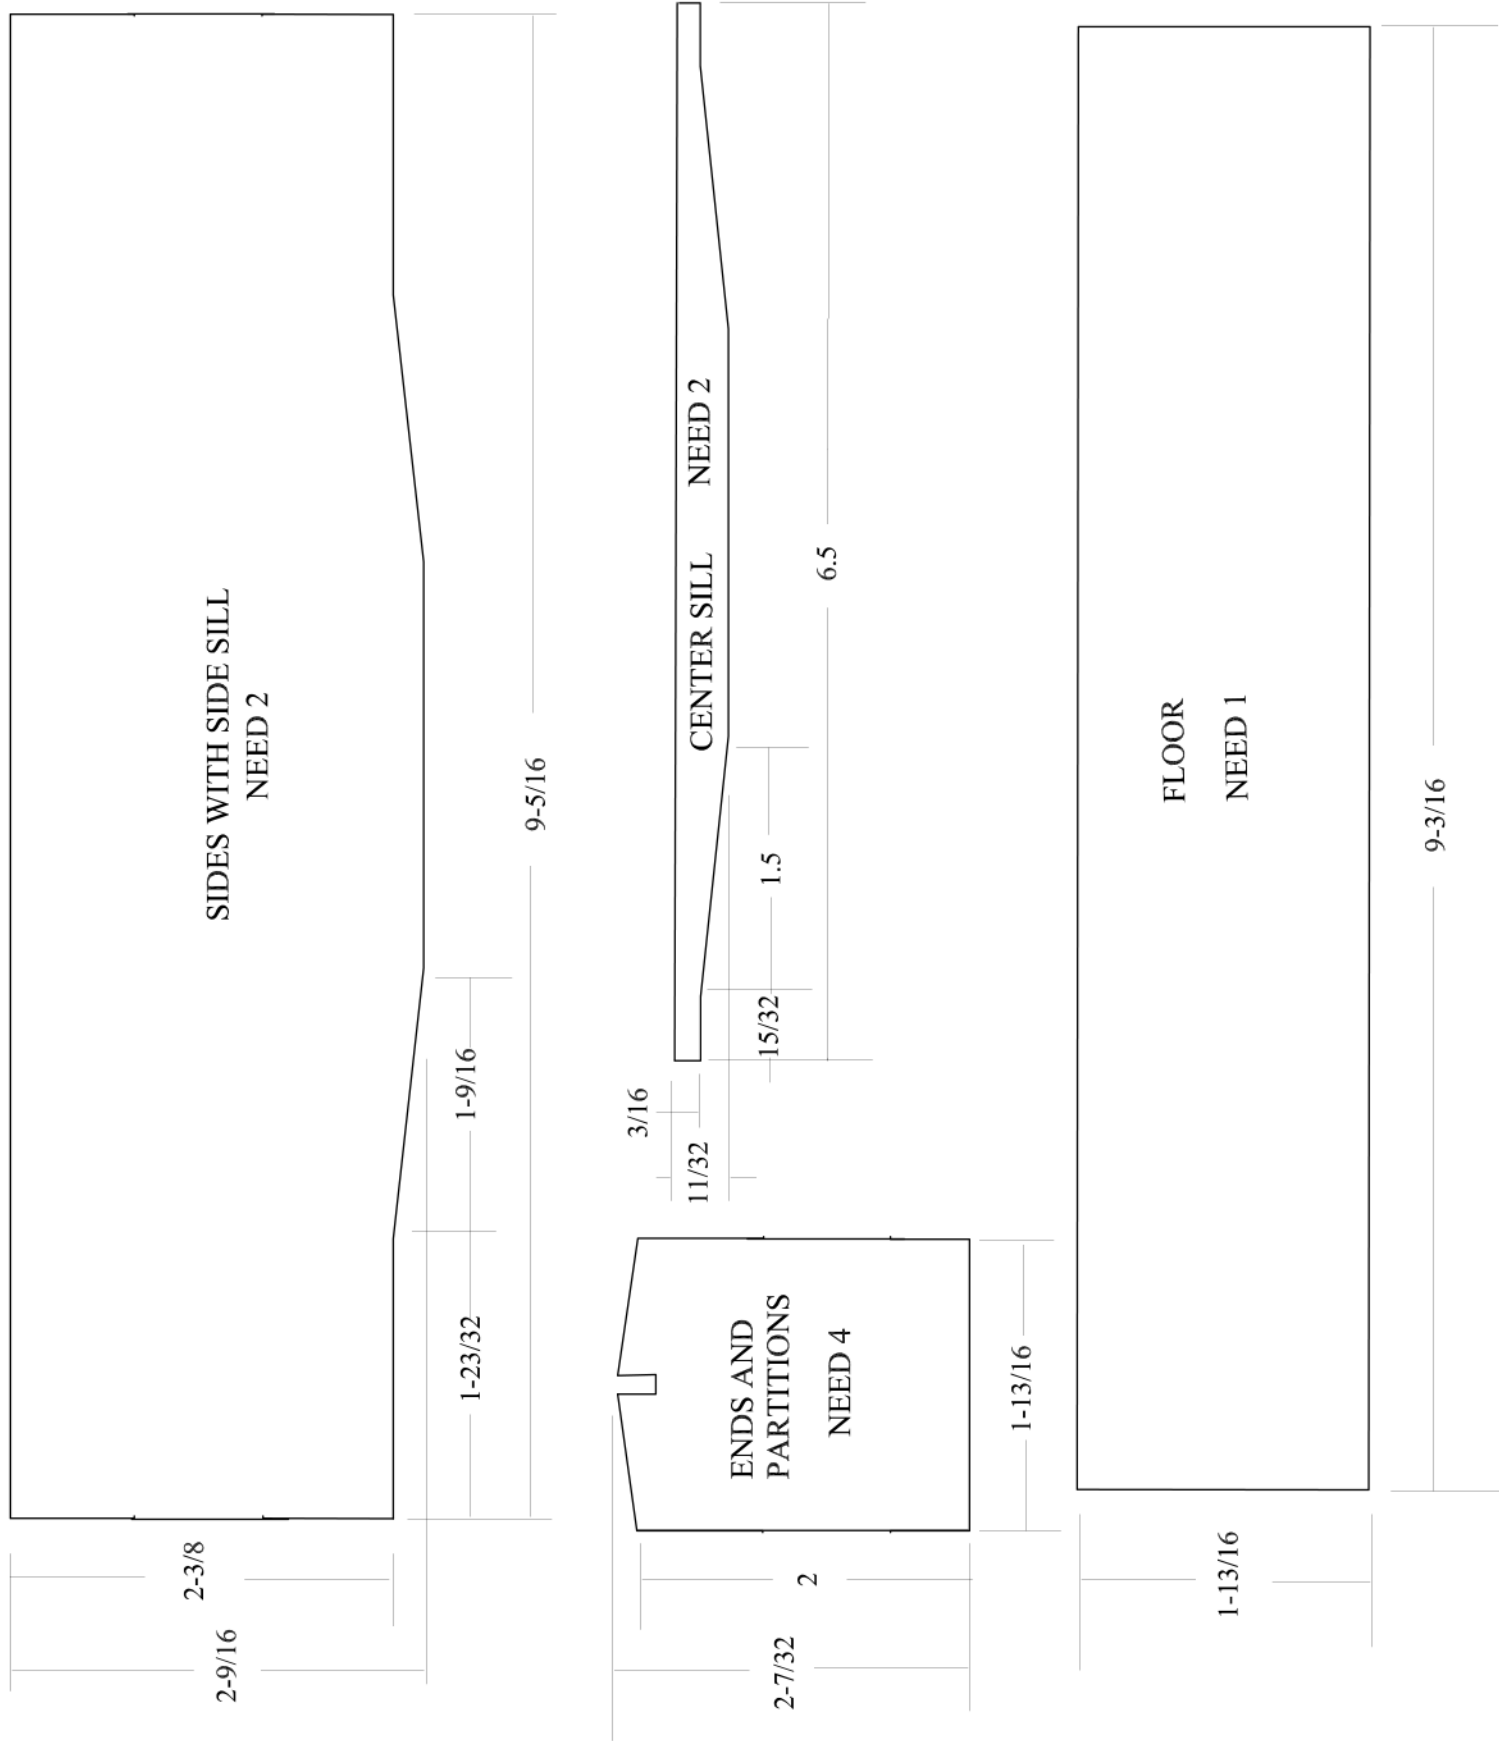 SIDES WITH SIDE SILL
NEED 2
2-3/8
2-9/16
1-23/32
1-9/16
9-5/16
CENTER SILL NEED 2
3/16
11/32
15/32
1.5
6.5
ENDS AND
PARTITIONS
NEED 4
2
2-7/32
1-13/16
FLOOR
NEED 1
1-13/16
9-3/16